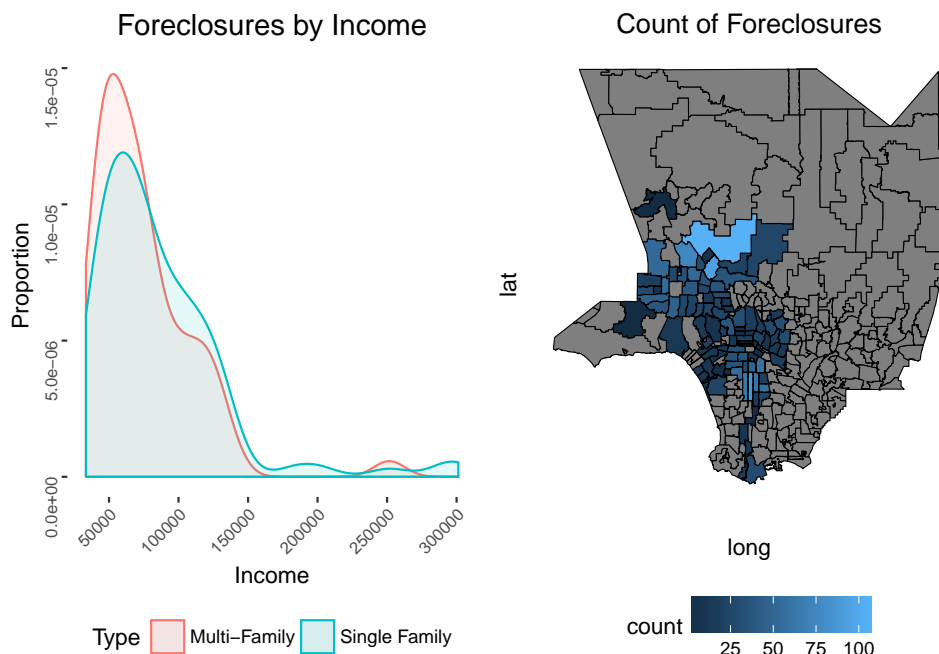 Foreclosures by Income
Proportion
0.0e+00
5.0e−06
1.0e−05
1.5e−05
50000
100000
150000
200000
250000
300000
Income
Type
Multi−Family
Single Family
Count of Foreclosures
lat
long
count
25
50
75
100